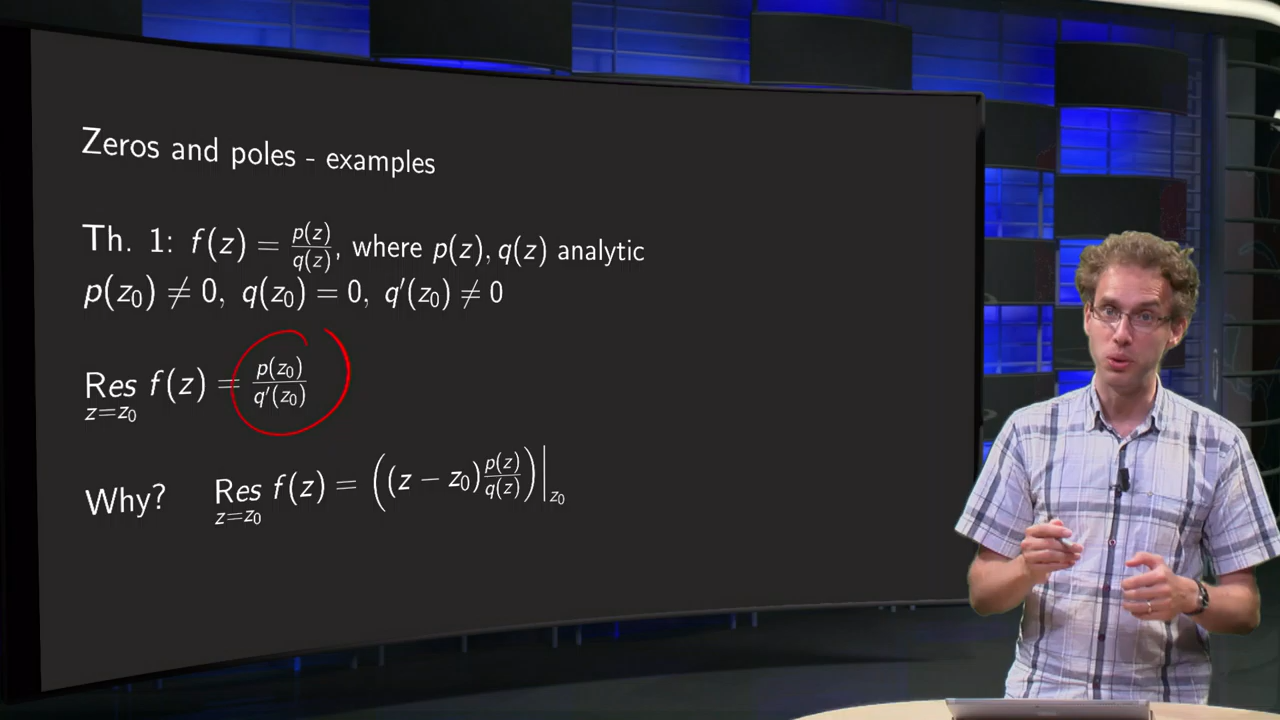 Zeros and poles - examples
Th. 1: f(z) = p(z)/q(z), where p(z), q(z) analytic
p(z₀) ≠ 0, q(z₀) = 0, q′(z₀) ≠ 0
Res_{z=z₀} f(z) = p(z₀)/q′(z₀)
Why? Res_{z=z₀} f(z) = ((z − z₀) p(z)/q(z))|_{z₀}